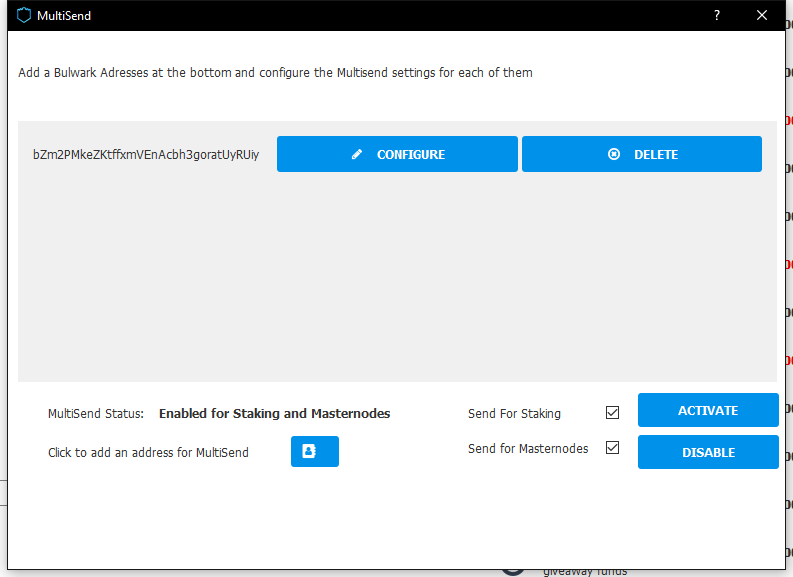 MultiSend
?
Add a Bulwark Adresses at the bottom and configure the Multisend settings for each of them
bZm2PMkeZKtffxmVEnAcbh3goratUyRUiy CONFIGURE DELETE
MultiSend Status: Enabled for Staking and Masternodes Send For Staking ACTIVATE
Click to add an address for MultiSend Send for Masternodes DISABLE
giveaway funds